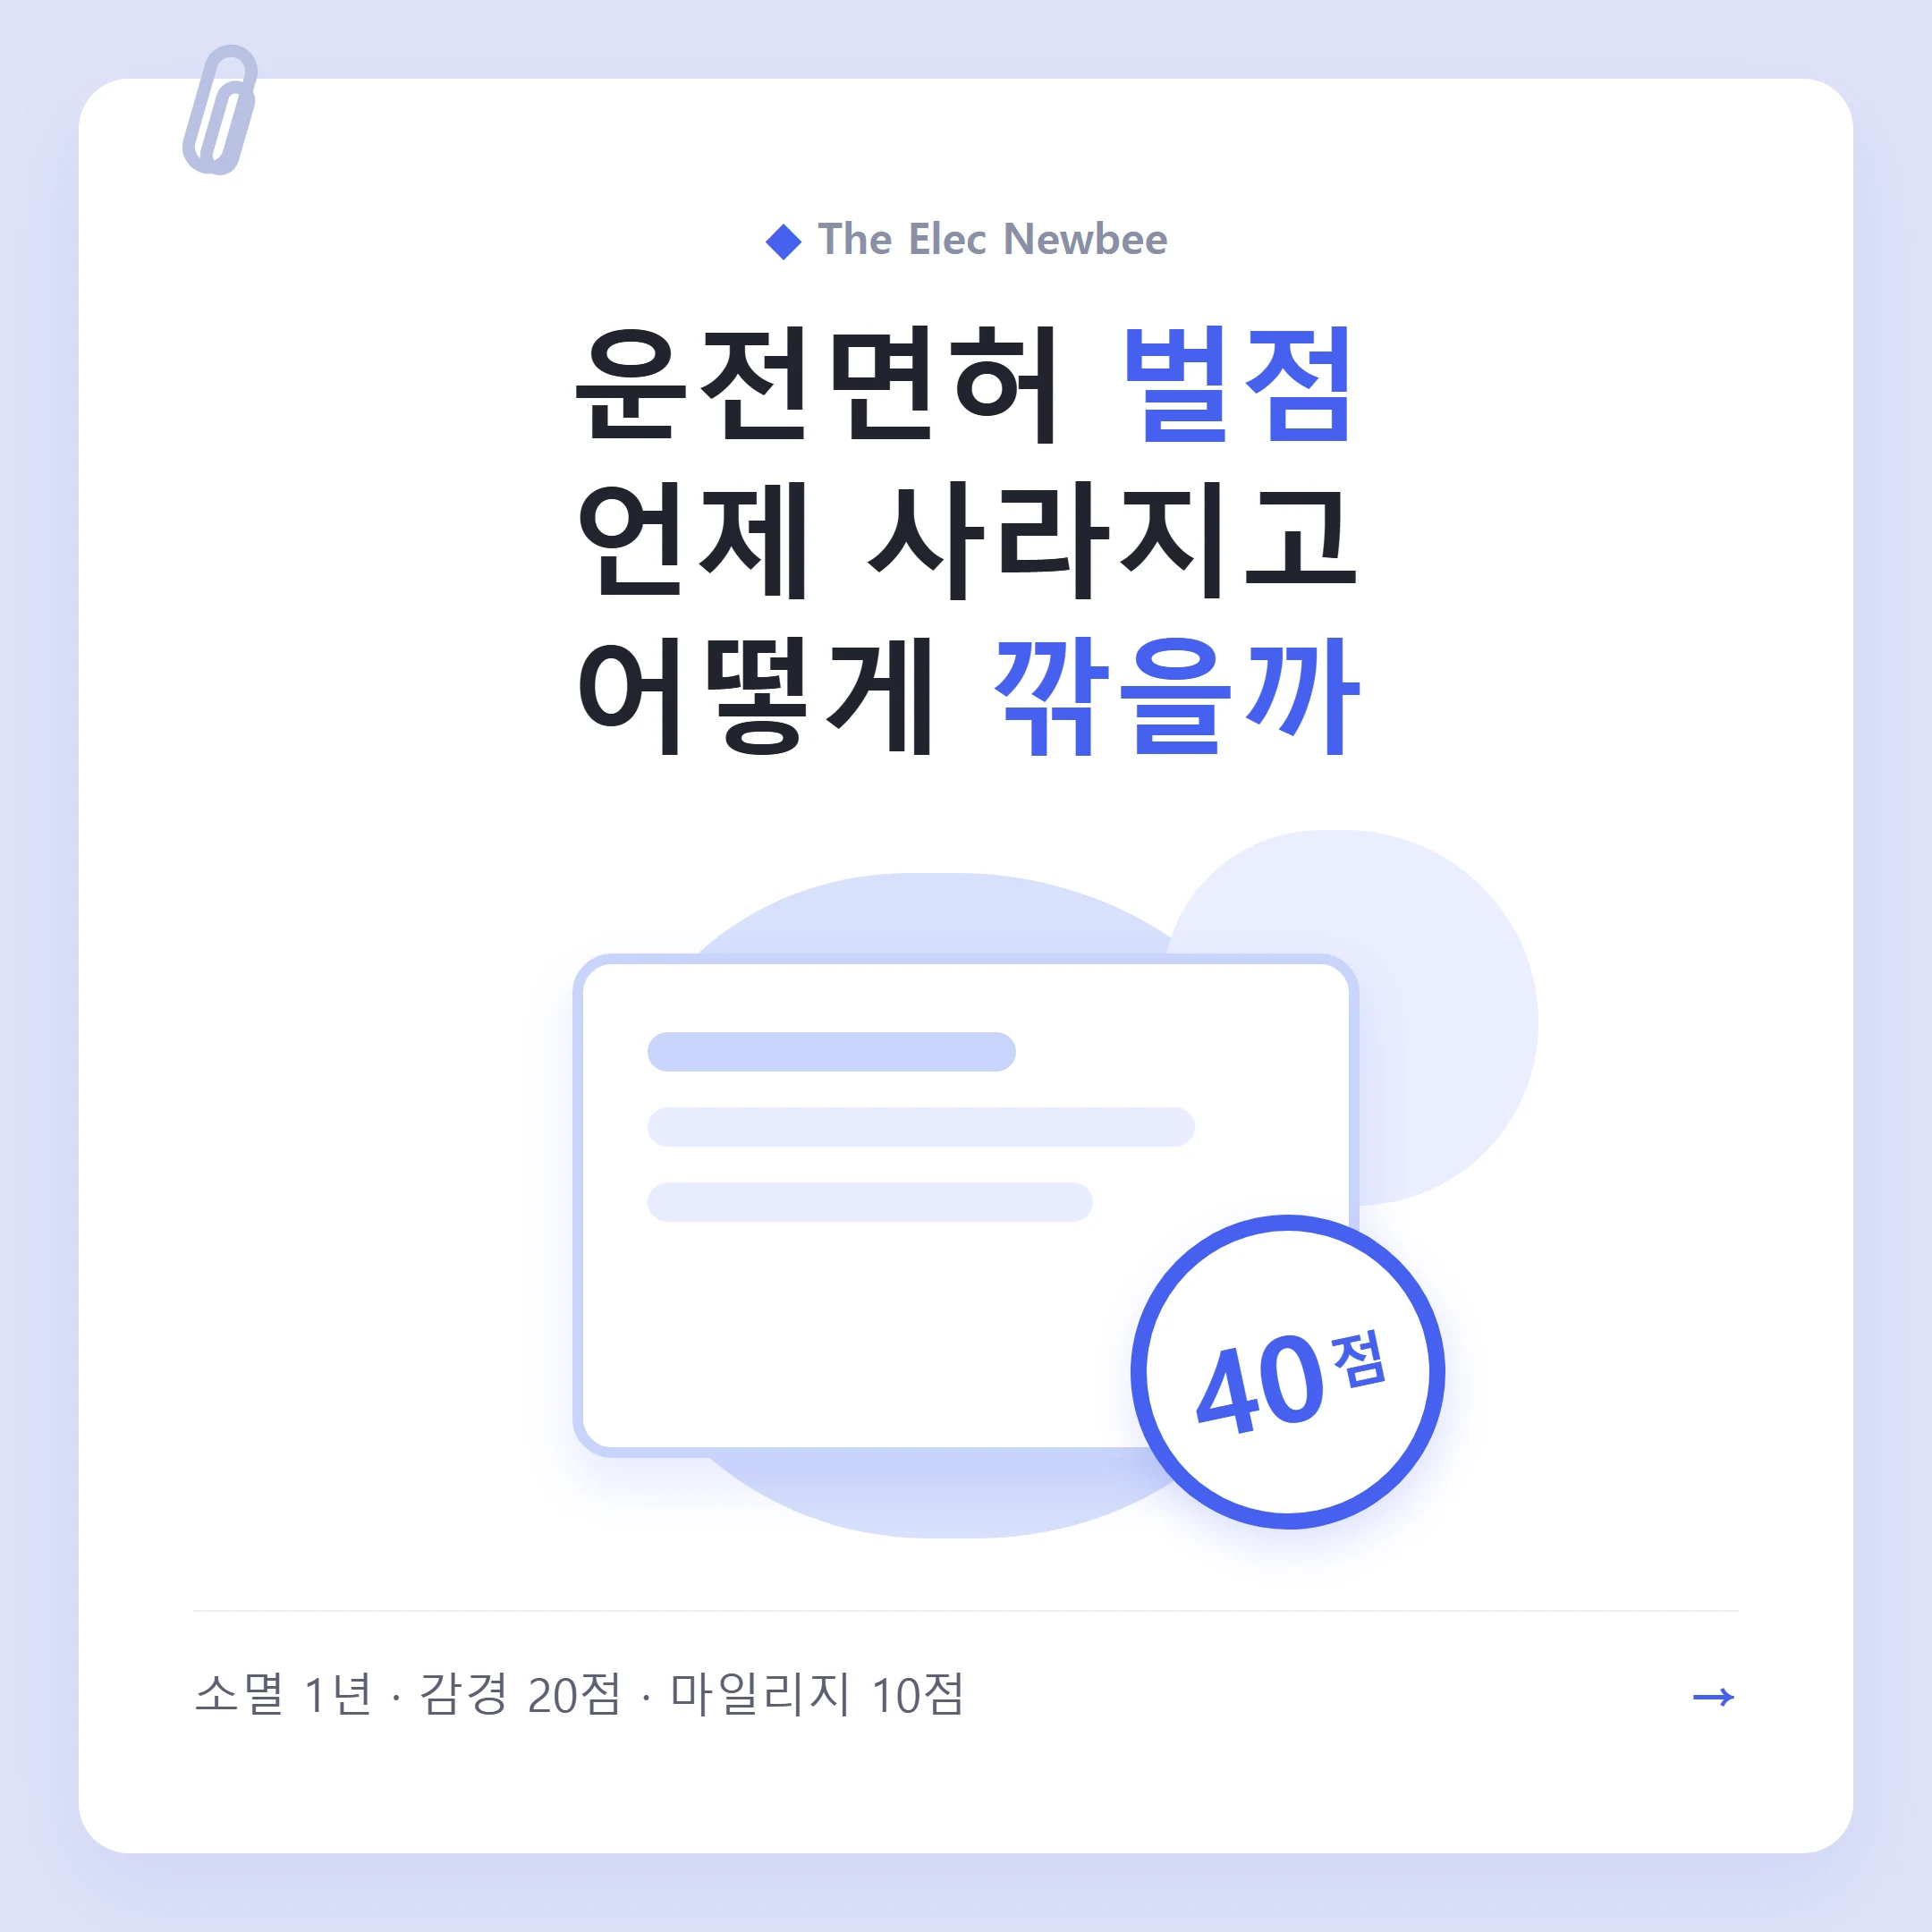 ◆ The Elec Newbee
운전면허 벌점
언제 사라지고
어떻게 깎을까
40점
소멸 1년 · 감경 20점 · 마일리지 10점 →